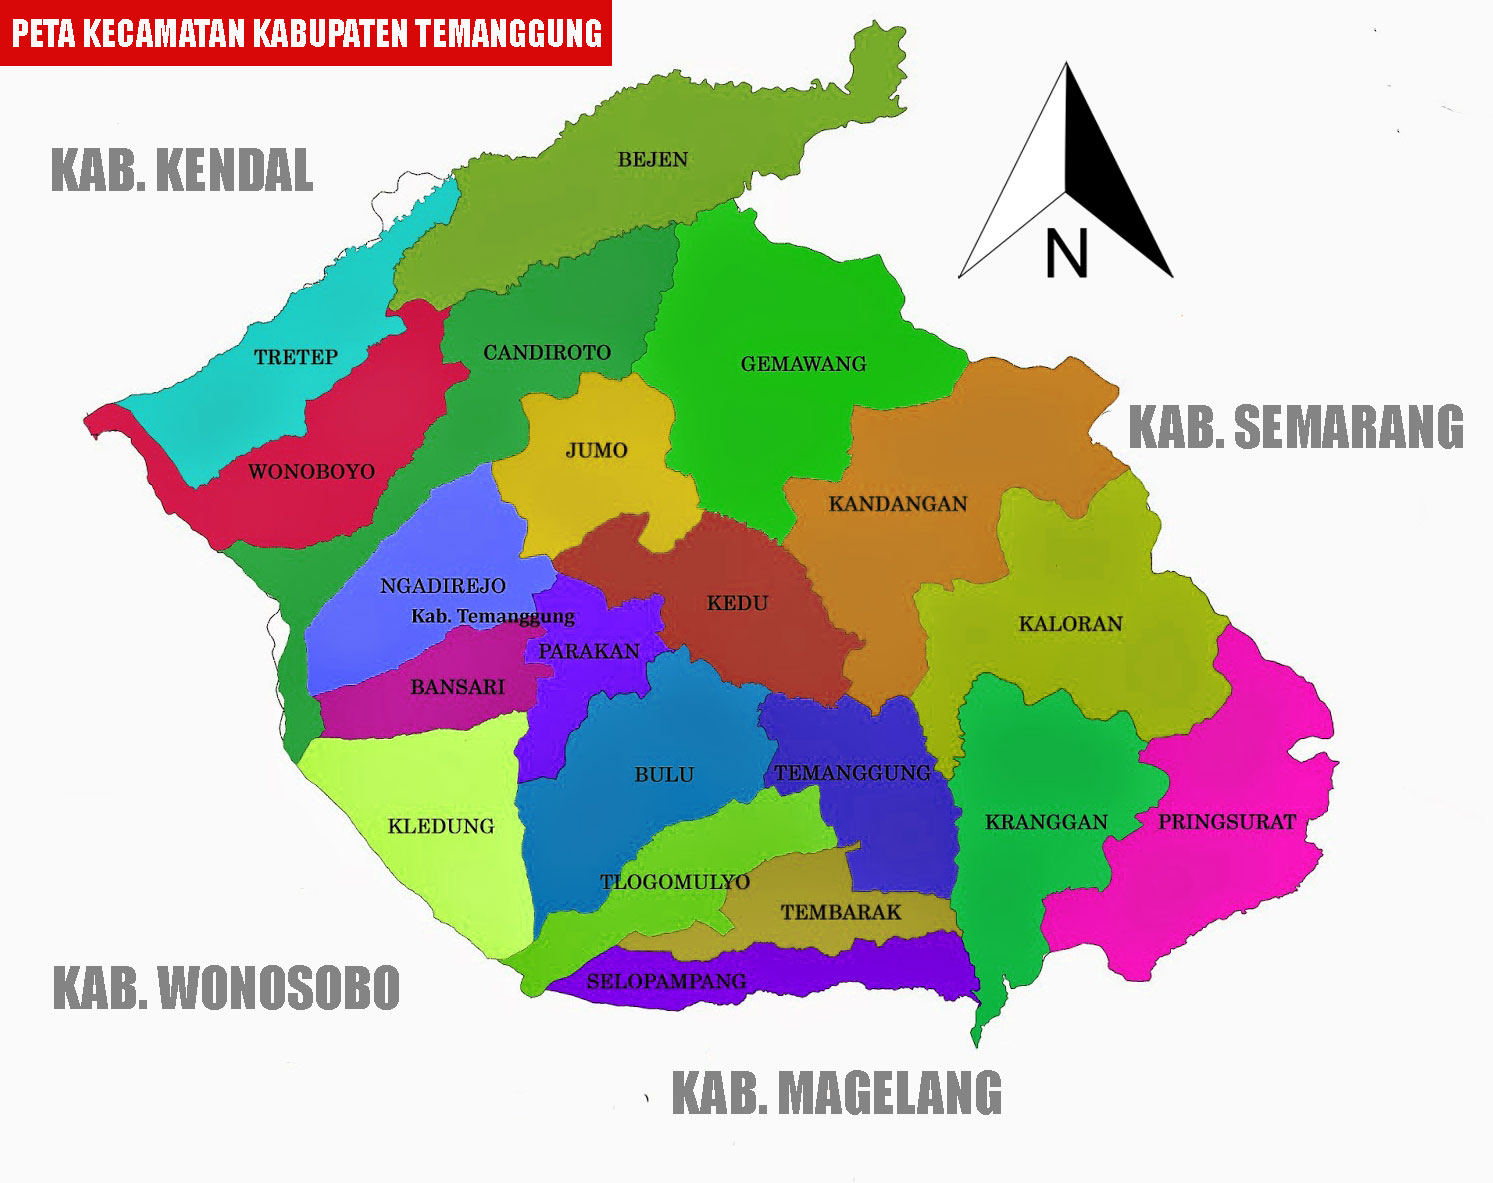 PETA KECAMATAN KABUPATEN TEMANGGUNG
KAB. KENDAL
BEJEN
N
TRETEP
CANDIROTO
GEMAWANG
KAB. SEMARANG
JUMO
WONOBOYO
KANDANGAN
NGADIREJO
Kab. Temanggung
KEDU
KALORAN
PARAKAN
BANSARI
BULU
TEMANGGUNG
KLEDUNG
KRANGGAN
PRINGSURAT
TLOGOMULYO
TEMBARAK
SELOPAMPANG
KAB. WONOSOBO
KAB. MAGELANG